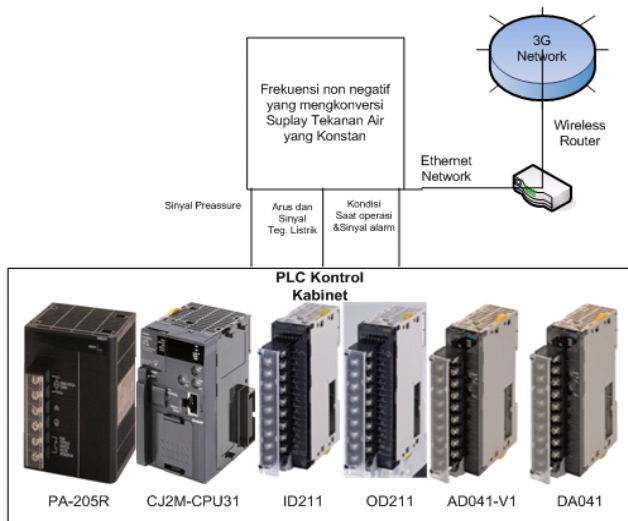 3G
Network
Frekuensi non negatif
yang mengkonversi
Suplay Tekanan Air
yang Konstan
Wireless
Router
Ethernet
Network
Sinyal Preassure
Arus dan
Sinyal
Teg. Listrik
Kondisi
Saat operasi
&Sinyal alarm
PLC Kontrol
Kabinet
PA-205R
CJ2M-CPU31
ID211
OD211
AD041-V1
DA041